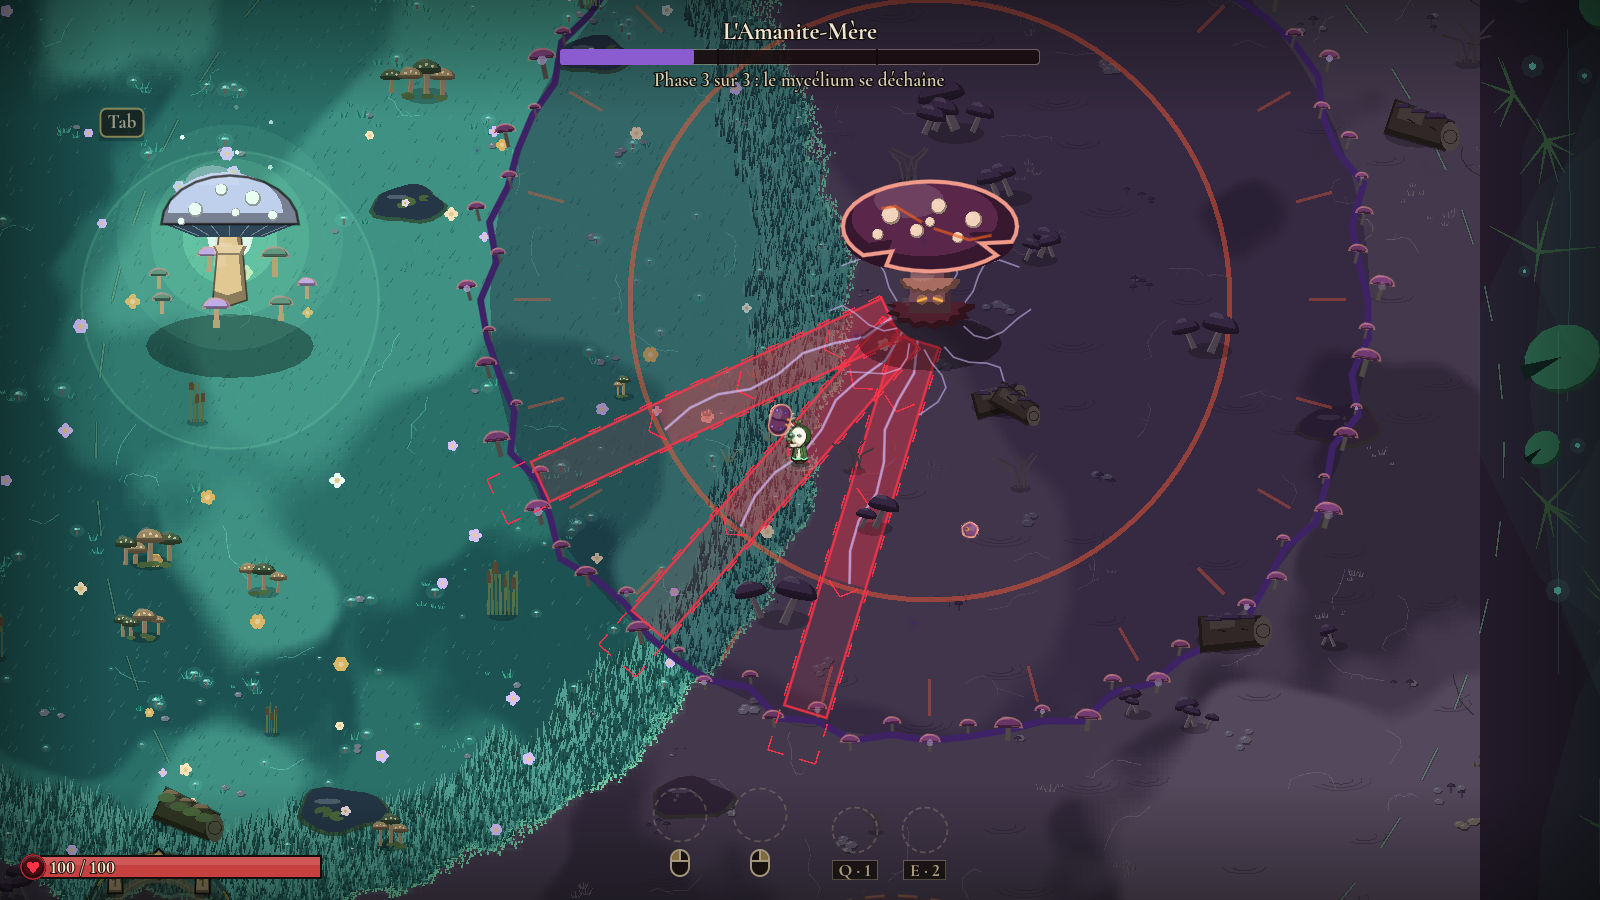 L'Amanite-Mère
Phase 3 sur 3 : le mycélium se déchaîne
Tab
100 / 100
Q · 1
E · 2